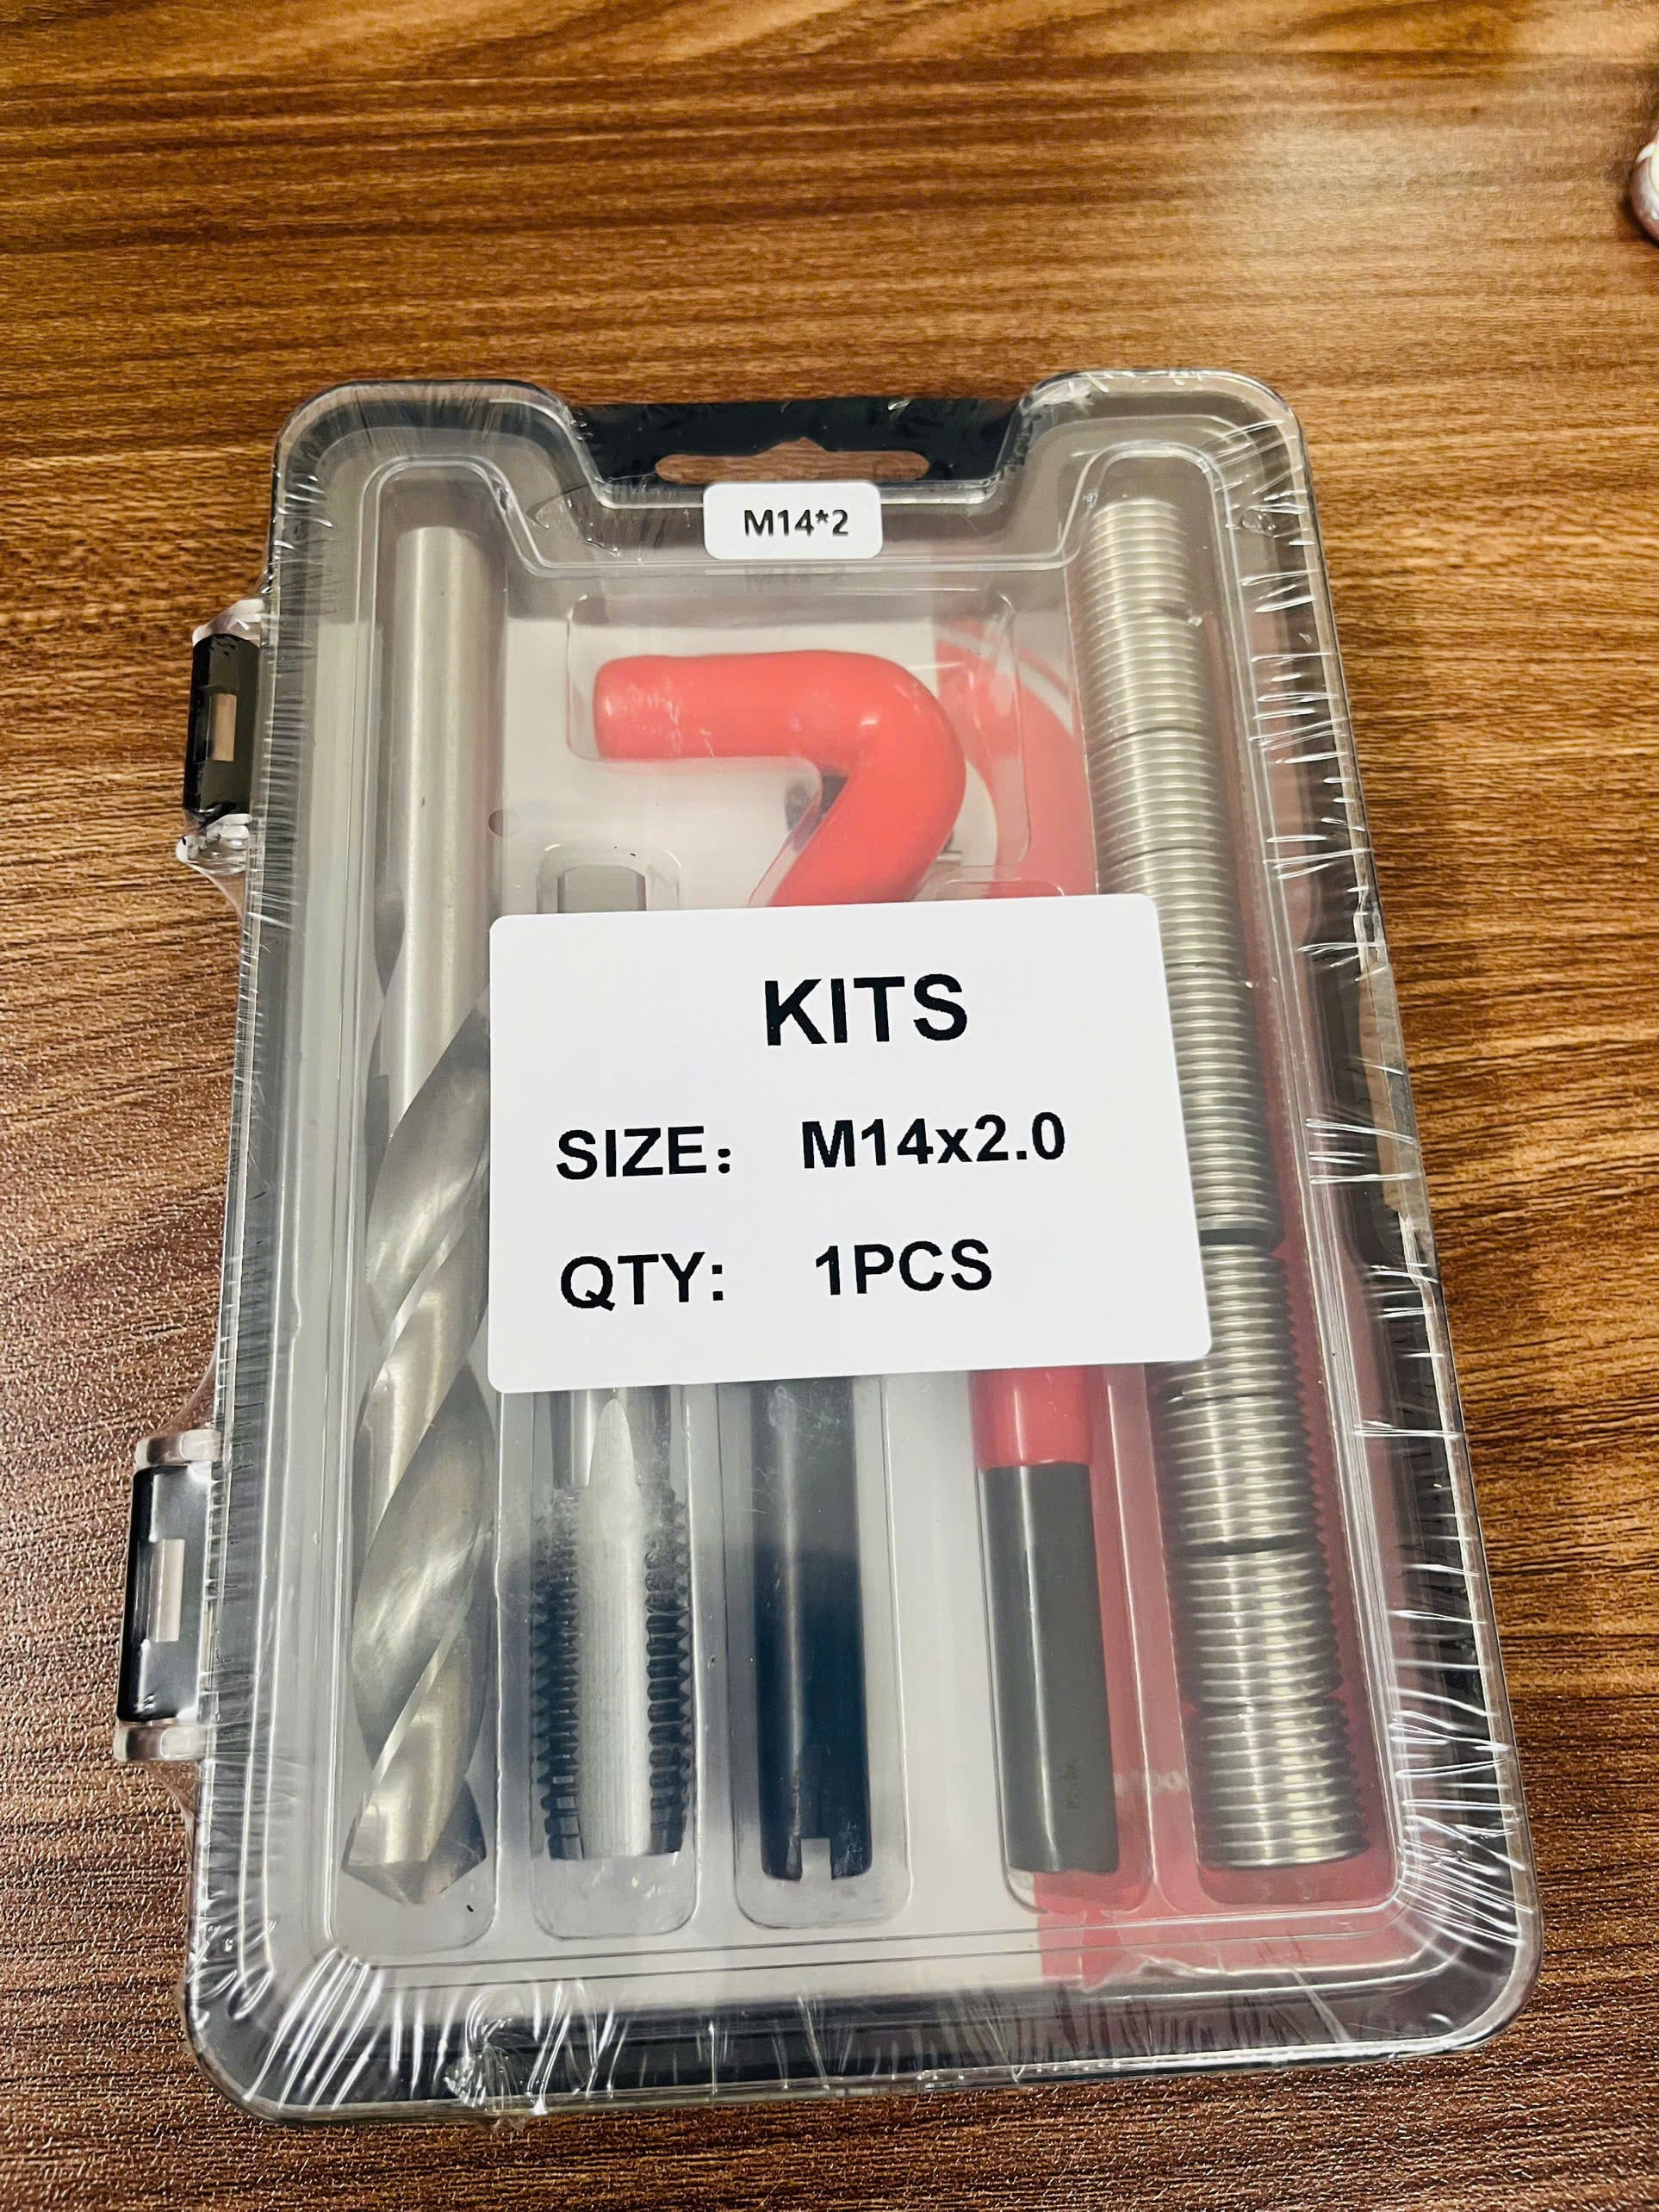 M14*2
KITS
SIZE： M14x2.0
QTY: 1PCS